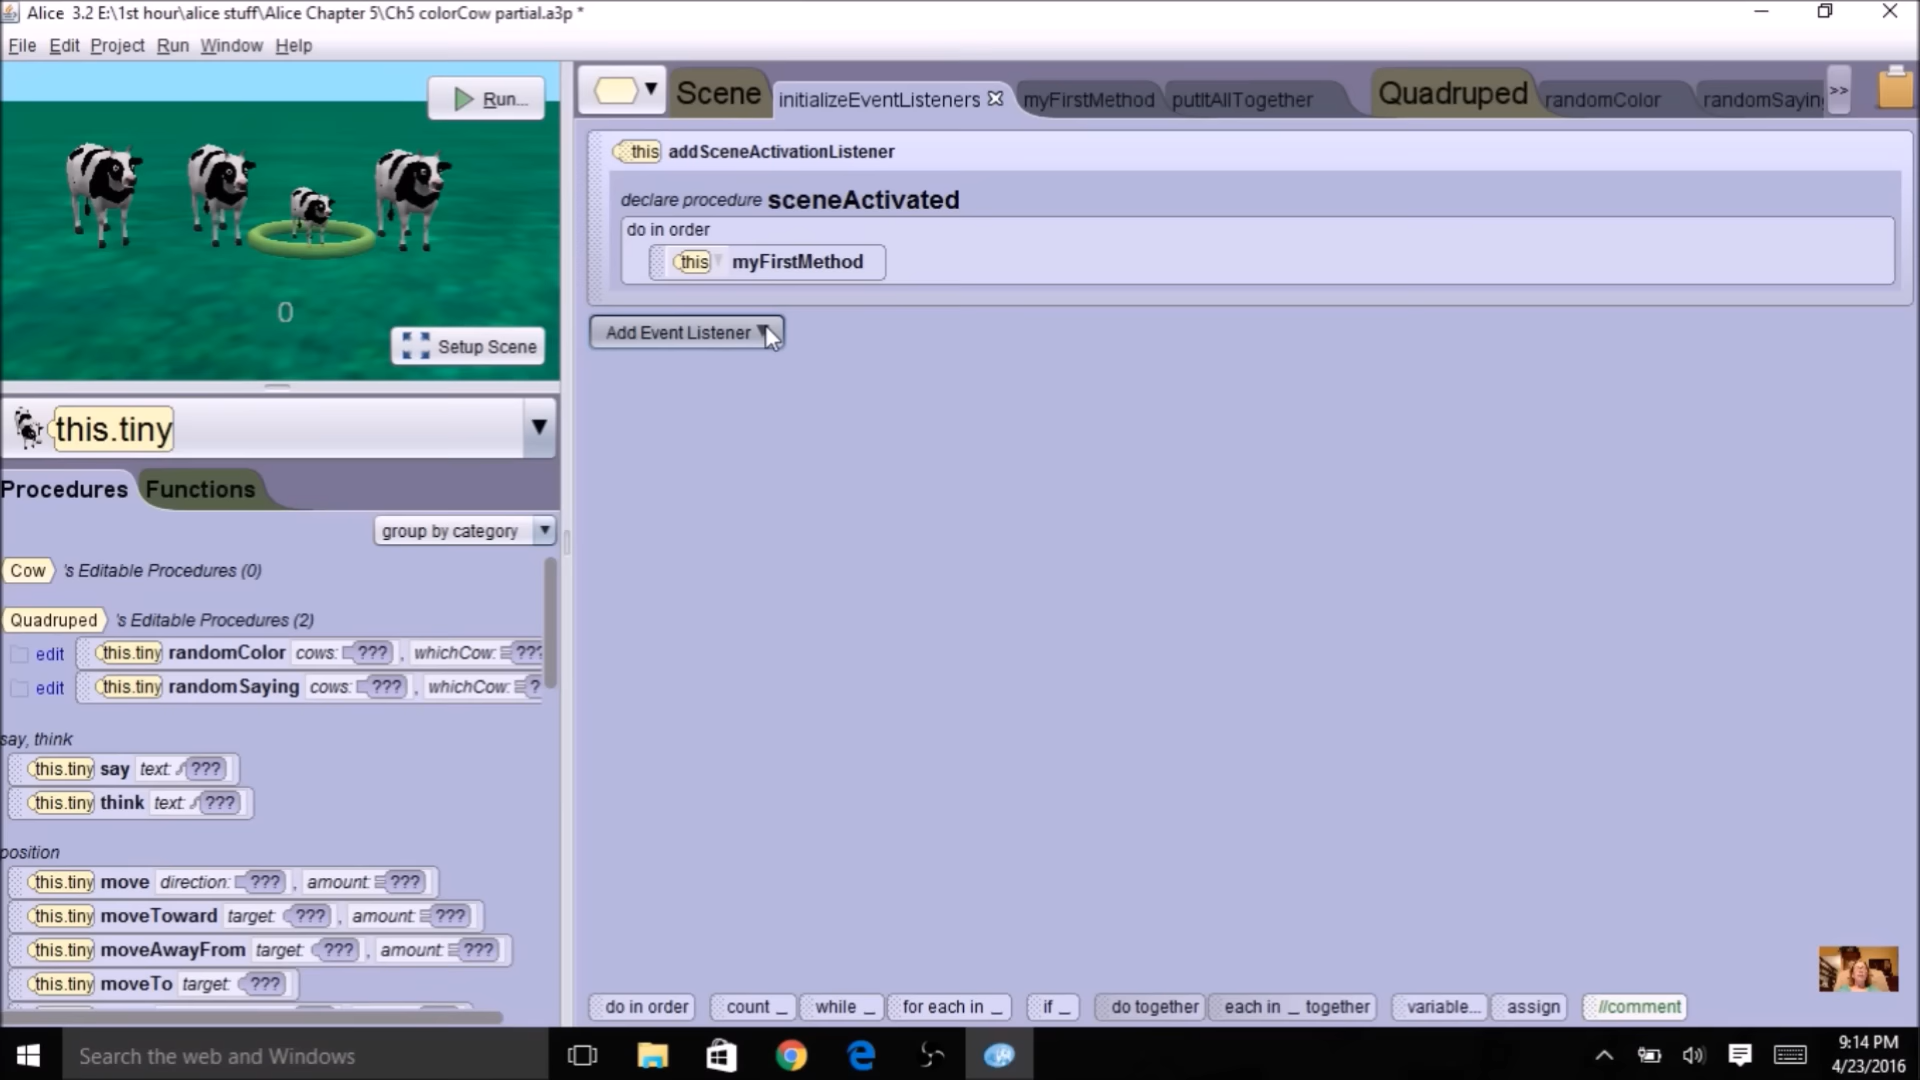 Alice 3.2 E:\1st hour\alice stuff\Alice Chapter 5\Ch5 colorCow partial.a3p *
File Edit Project Run Window Help
Run...
0
Setup Scene
this.tiny
Procedures Functions
group by category
Cow 's Editable Procedures (0)
Quadruped 's Editable Procedures (2)
edit this.tiny randomColor cows: ??? , whichCow: ???
edit this.tiny randomSaying cows: ??? , whichCow: ?
say, think
this.tiny say text: ???
this.tiny think text: ???
position
this.tiny move direction: ??? , amount: ???
this.tiny moveToward target: ??? , amount: ???
this.tiny moveAwayFrom target: ??? , amount: ???
this.tiny moveTo target: ???
Scene initializeEventListeners myFirstMethod putItAllTogether Quadruped randomColor randomSayin >>
this addSceneActivationListener
declare procedure sceneActivated
do in order
this myFirstMethod
Add Event Listener
do in order count _ while _ for each in _ if _ do together each in _ together variable... assign //comment
Search the web and Windows
9:14 PM
4/23/2016